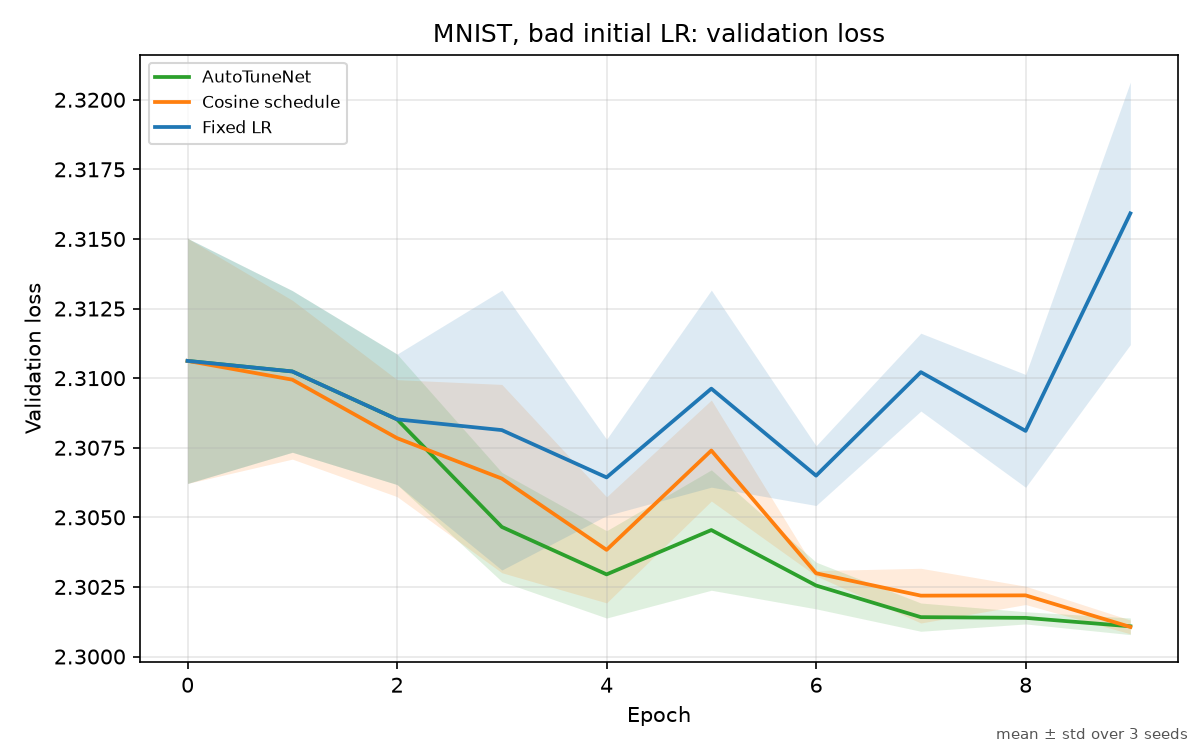 MNIST, bad initial LR: validation loss
AutoTuneNet
Cosine schedule
Fixed LR
Validation loss
2.3200
2.3175
2.3150
2.3125
2.3100
2.3075
2.3050
2.3025
2.3000
0 2 4 6 8
Epoch
mean ± std over 3 seeds